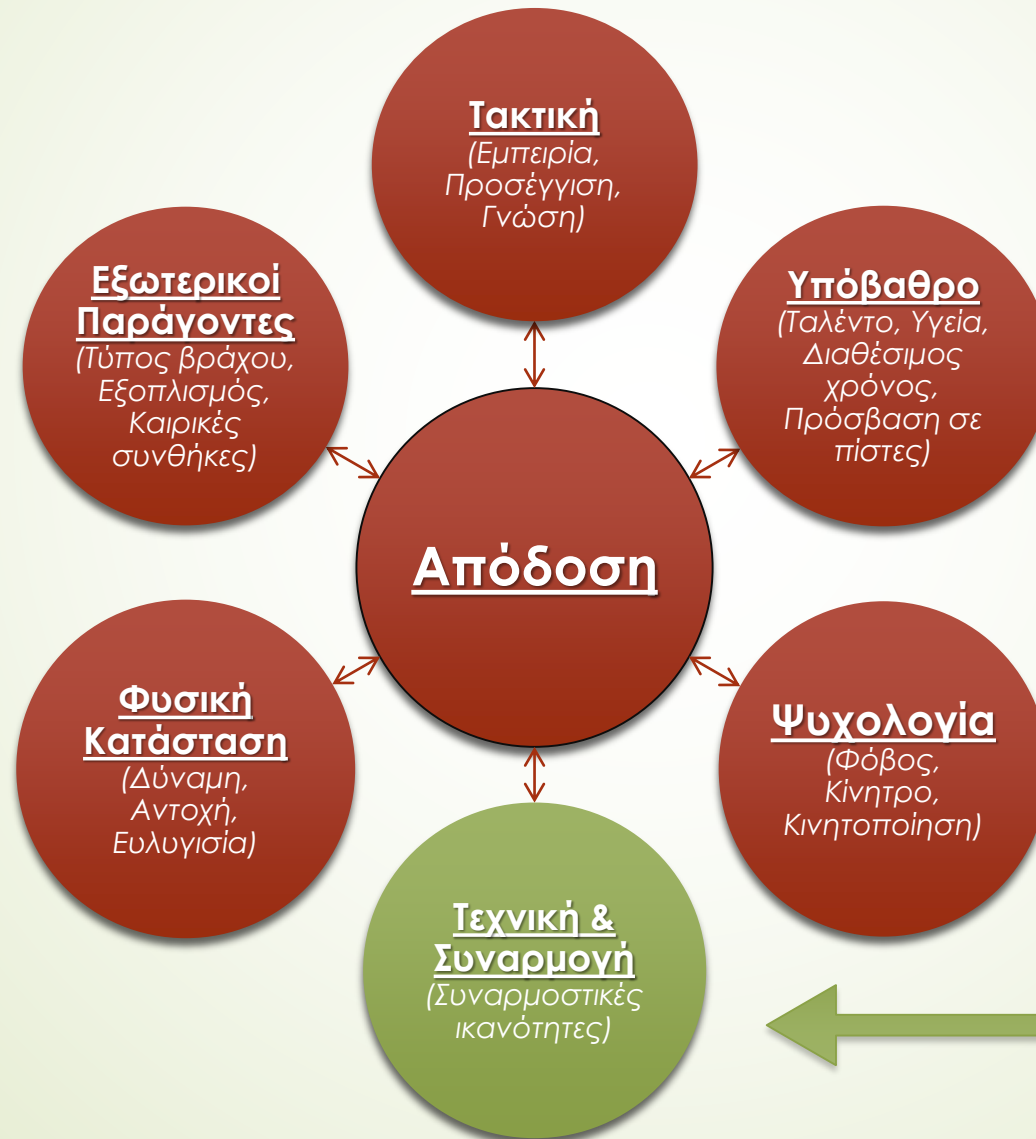 Τακτική
(Εμπειρία,
Προσέγγιση,
Γνώση)
Εξωτερικοί
Παράγοντες
(Τύπος βράχου,
Εξοπλισμός,
Καιρικές
συνθήκες)
Υπόβαθρο
(Ταλέντο, Υγεία,
Διαθέσιμος
χρόνος,
Πρόσβαση σε
πίστες)
Απόδοση
Φυσική
Κατάσταση
(Δύναμη,
Αντοχή,
Ευλυγισία)
Ψυχολογία
(Φόβος,
Κίνητρο,
Κινητοποίηση)
Τεχνική &
Συναρμογή
(Συναρμοστικές
ικανότητες)